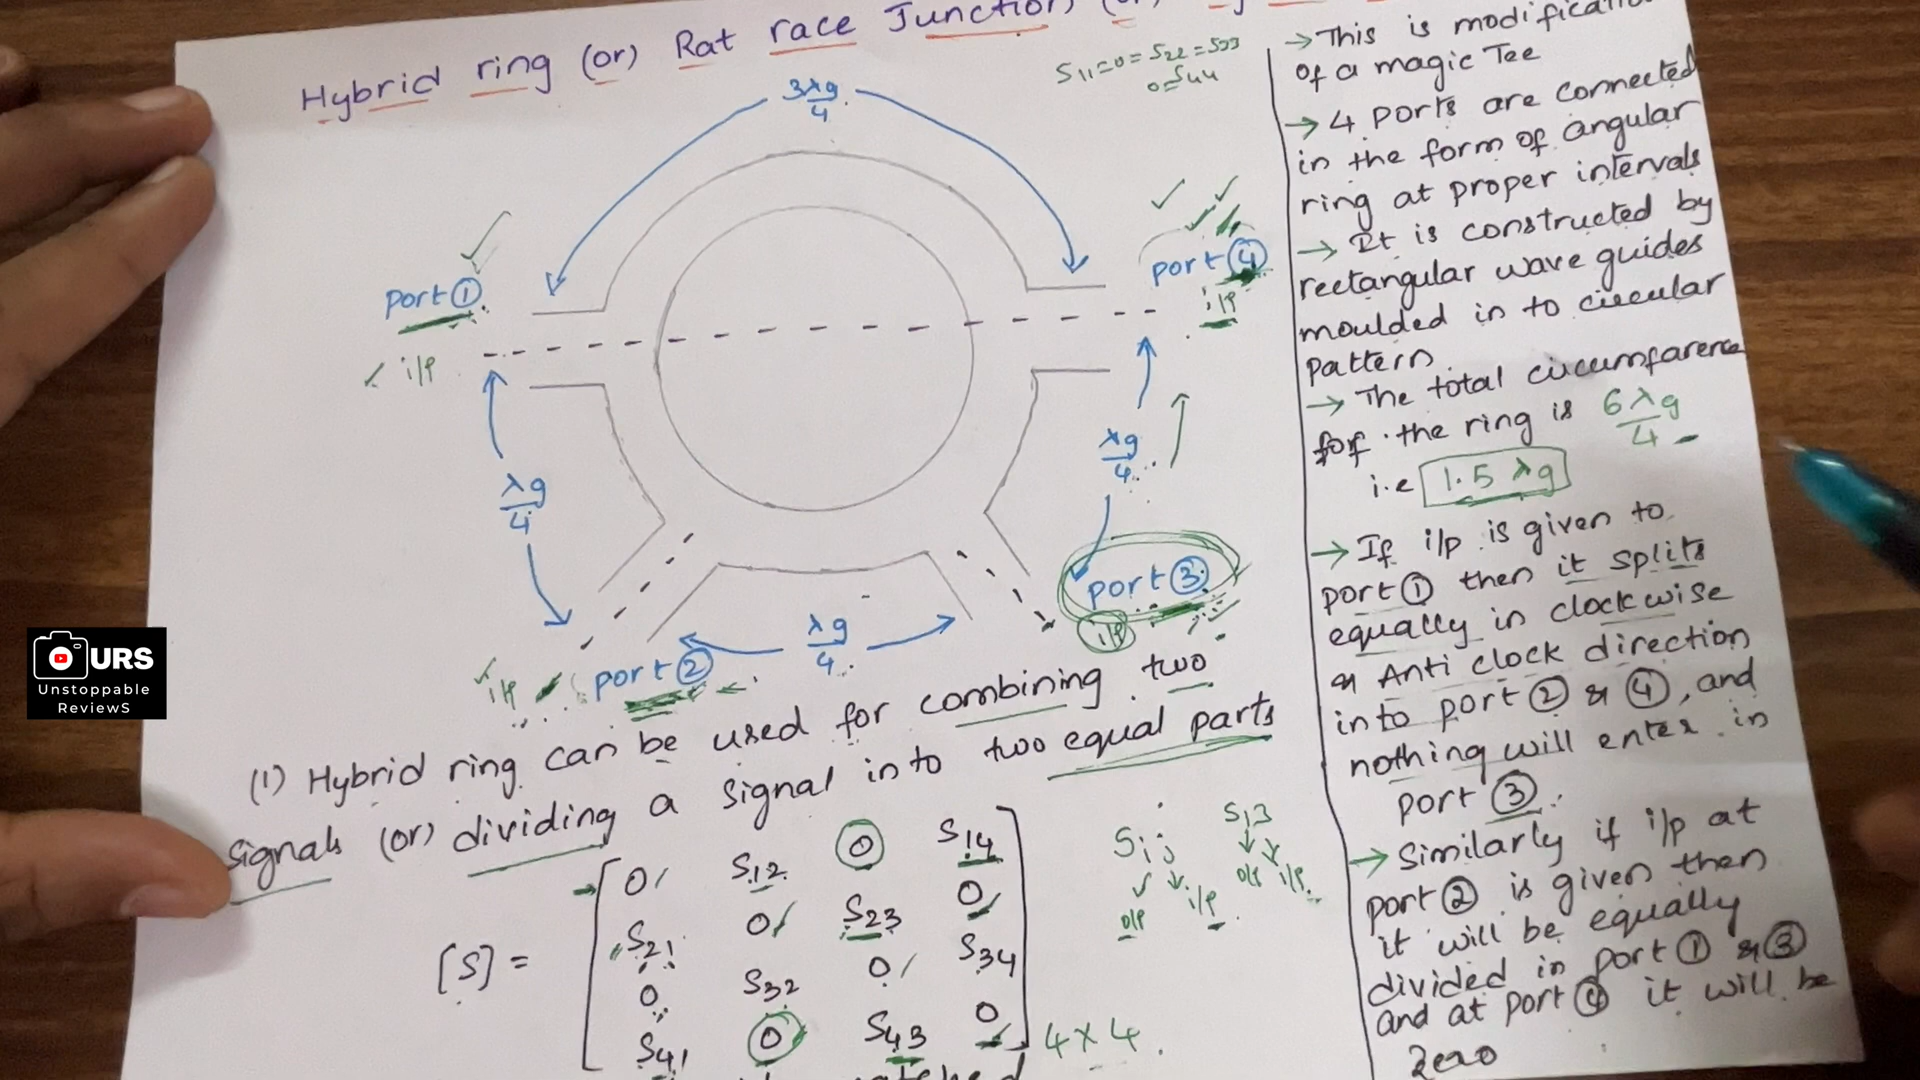 Hybrid ring (or) Rat race Junction (or)
S11=0=S22=S33
0=S44
3λg/4
port ①
i/p
port ④
i/p
λg/4
λg/4
port ③
i/p
λg/4
port ②
i/p
(1) Hybrid ring can be used for combining two
signals (or) dividing a signal into two equal parts
[S] =
0 S12 0 S14
S21 0 S23 0
0 S32 0 S34
S41 0 S43 0
4×4
Sij
o/p i/p
S13
o/p i/p
→ This is modification
of a magic Tee
→ 4 ports are connected
in the form of angular
ring at proper intervals
→ It is constructed by
rectangular wave guides
moulded in to circular
pattern
→ The total circumfarence
for the ring is 6λg/4
i.e 1.5 λg
→ If i/p is given to
port ① then it splits
equally in clockwise
& Anti clock direction
into port ② & ④, and
nothing will enter in
port ③.
→ Similarly if i/p at
port ② is given then
it will be equally
divided in port ① & ③
and at port ④ it will be
zero
OURS
Unstoppable
ReviewS